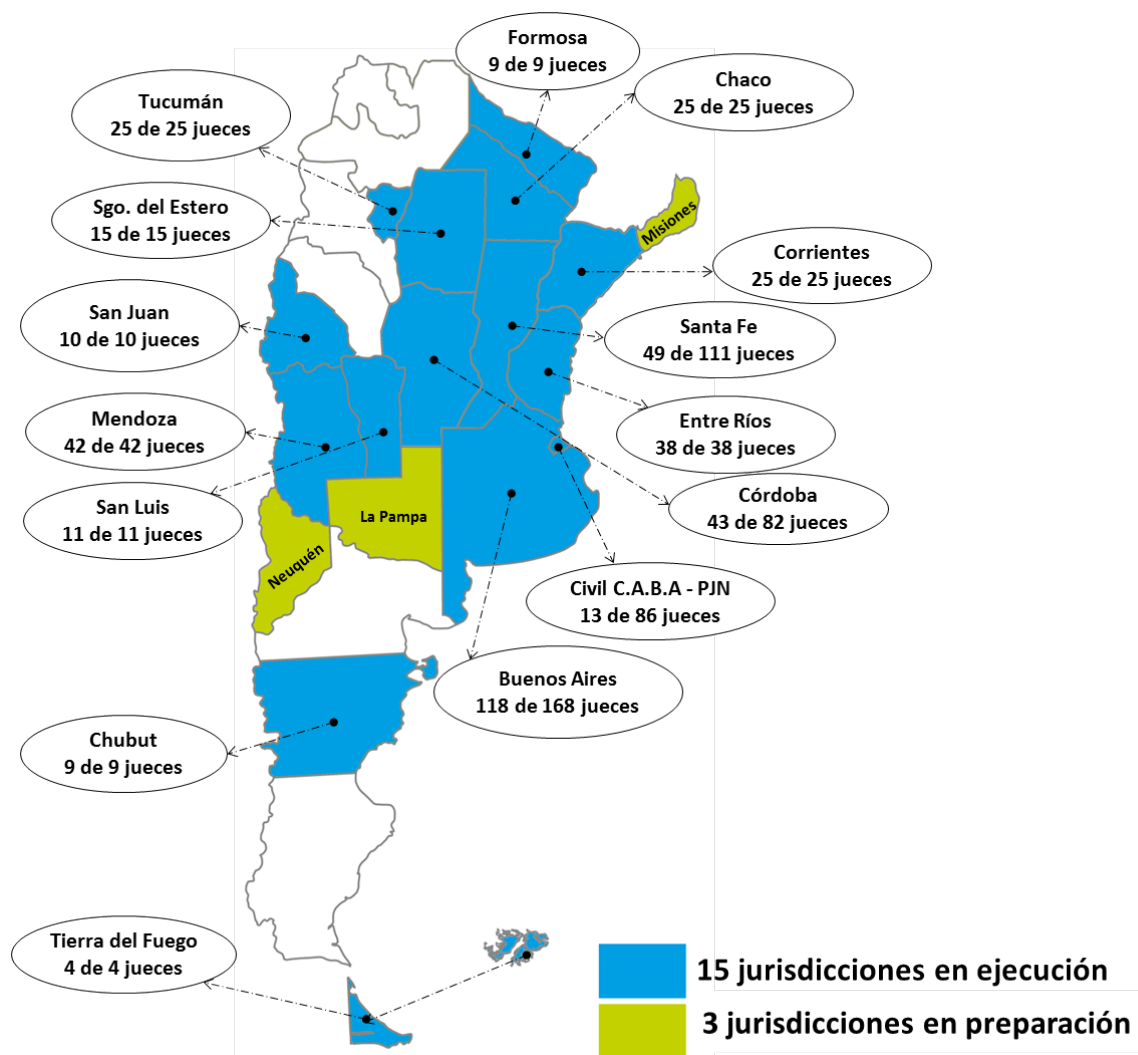 Formosa
9 de 9 jueces
Chaco
25 de 25 jueces
Tucumán
25 de 25 jueces
Sgo. del Estero
15 de 15 jueces
Misiones
Corrientes
25 de 25 jueces
San Juan
10 de 10 jueces
Santa Fe
49 de 111 jueces
Mendoza
42 de 42 jueces
Entre Ríos
38 de 38 jueces
San Luis
11 de 11 jueces
La Pampa
Córdoba
43 de 82 jueces
Neuquén
Civil C.A.B.A - PJN
13 de 86 jueces
Buenos Aires
118 de 168 jueces
Chubut
9 de 9 jueces
Tierra del Fuego
4 de 4 jueces
15 jurisdicciones en ejecución
3 jurisdicciones en preparación